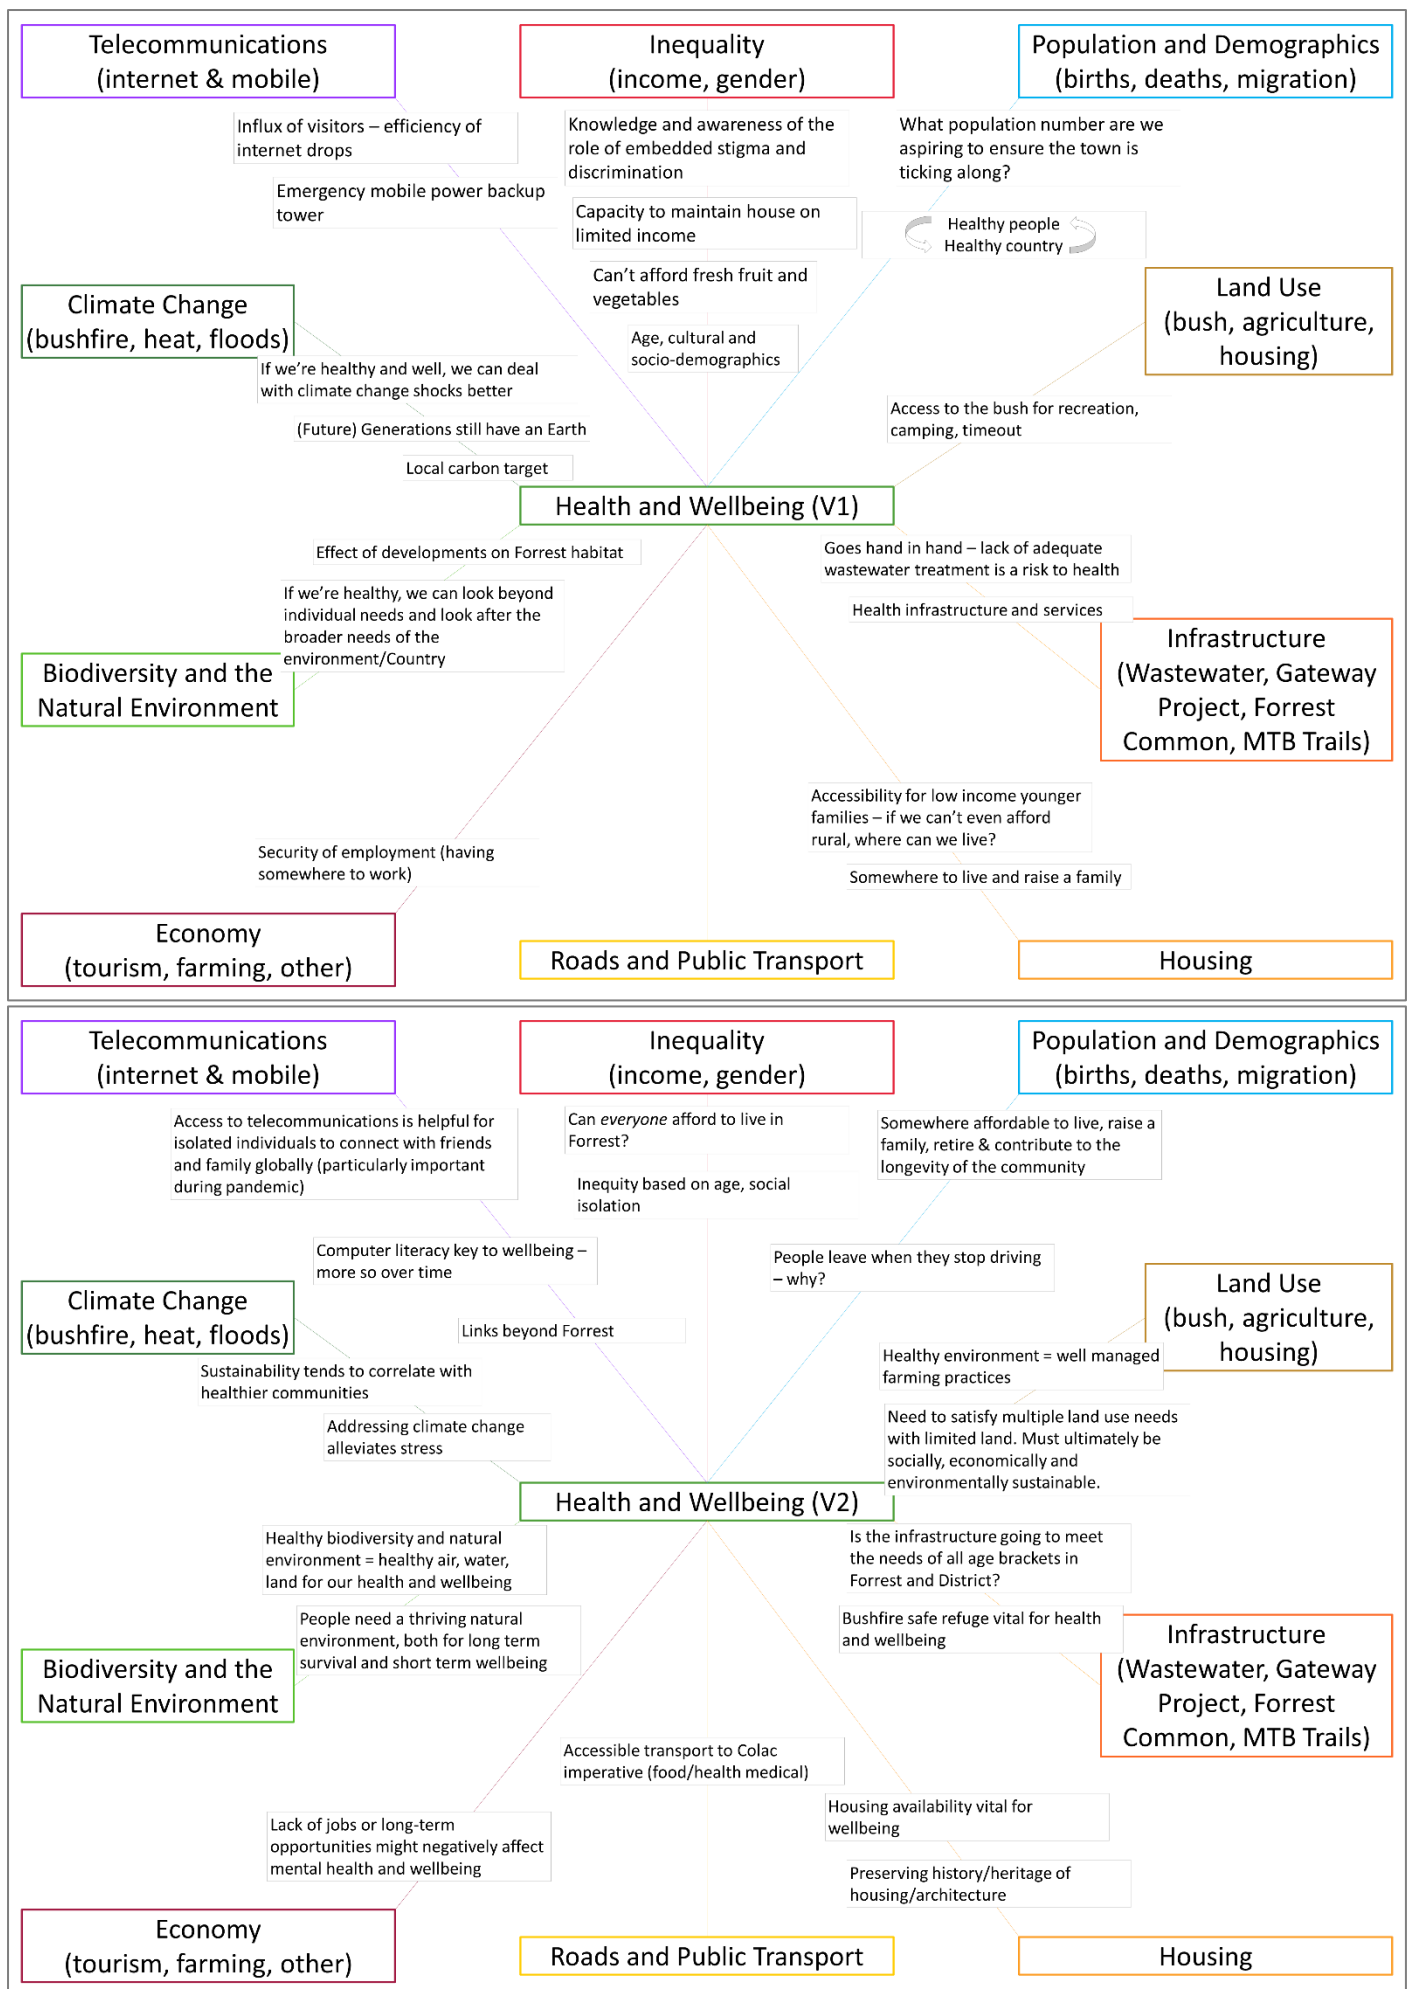 Telecommunications
(internet & mobile)
Inequality
(income, gender)
Population and Demographics
(births, deaths, migration)
Influx of visitors – efficiency of
internet drops
Emergency mobile power backup
tower
Knowledge and awareness of the
role of embedded stigma and
discrimination
Capacity to maintain house on
limited income
Can't afford fresh fruit and
vegetables
Age, cultural and
socio-demographics
What population number are we
aspiring to ensure the town is
ticking along?
Healthy people
Healthy country
Climate Change
(bushfire, heat, floods)
Land Use
(bush, agriculture,
housing)
If we're healthy and well, we can deal
with climate change shocks better
(Future) Generations still have an Earth
Local carbon target
Access to the bush for recreation,
camping, timeout
Health and Wellbeing (V1)
Effect of developments on Forrest habitat
If we're healthy, we can look beyond
individual needs and look after the
broader needs of the
environment/Country
Goes hand in hand – lack of adequate
wastewater treatment is a risk to health
Health infrastructure and services
Biodiversity and the
Natural Environment
Infrastructure
(Wastewater, Gateway
Project, Forrest
Common, MTB Trails)
Security of employment (having
somewhere to work)
Accessibility for low income younger
families – if we can't even afford
rural, where can we live?
Somewhere to live and raise a family
Economy
(tourism, farming, other)
Roads and Public Transport
Housing
Telecommunications
(internet & mobile)
Inequality
(income, gender)
Population and Demographics
(births, deaths, migration)
Access to telecommunications is helpful for
isolated individuals to connect with friends
and family globally (particularly important
during pandemic)
Computer literacy key to wellbeing –
more so over time
Links beyond Forrest
Can everyone afford to live in
Forrest?
Inequity based on age, social
isolation
Somewhere affordable to live, raise a
family, retire & contribute to the
longevity of the community
People leave when they stop driving
– why?
Climate Change
(bushfire, heat, floods)
Land Use
(bush, agriculture,
housing)
Sustainability tends to correlate with
healthier communities
Addressing climate change
alleviates stress
Healthy environment = well managed
farming practices
Need to satisfy multiple land use needs
with limited land. Must ultimately be
socially, economically and
environmentally sustainable.
Health and Wellbeing (V2)
Healthy biodiversity and natural
environment = healthy air, water,
land for our health and wellbeing
People need a thriving natural
environment, both for long term
survival and short term wellbeing
Is the infrastructure going to meet
the needs of all age brackets in
Forrest and District?
Bushfire safe refuge vital for health
and wellbeing
Biodiversity and the
Natural Environment
Infrastructure
(Wastewater, Gateway
Project, Forrest
Common, MTB Trails)
Accessible transport to Colac
imperative (food/health medical)
Lack of jobs or long-term
opportunities might negatively affect
mental health and wellbeing
Housing availability vital for
wellbeing
Preserving history/heritage of
housing/architecture
Economy
(tourism, farming, other)
Roads and Public Transport
Housing